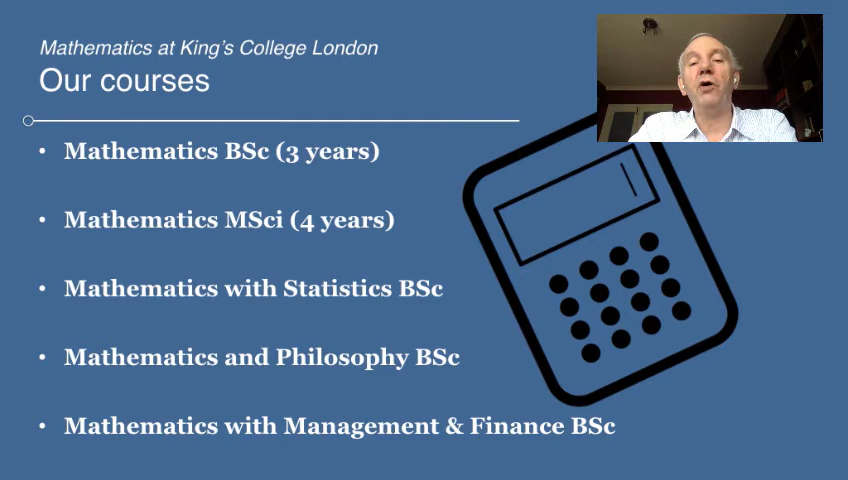 Mathematics at King's College London
Our courses
• Mathematics BSc (3 years)
• Mathematics MSci (4 years)
• Mathematics with Statistics BSc
• Mathematics and Philosophy BSc
• Mathematics with Management & Finance BSc